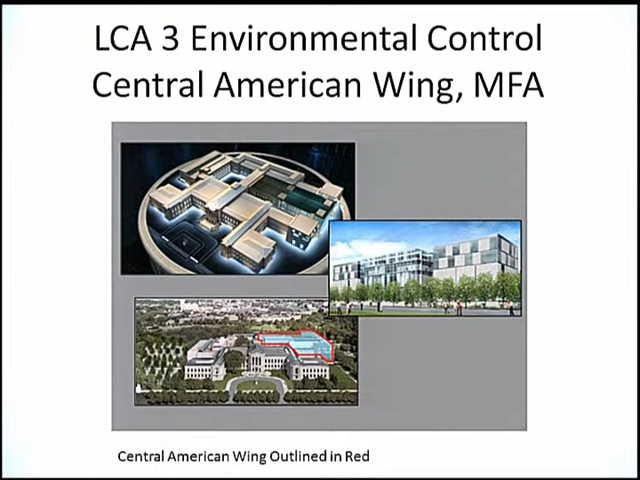 LCA 3 Environmental Control
Central American Wing, MFA
Central American Wing Outlined in Red